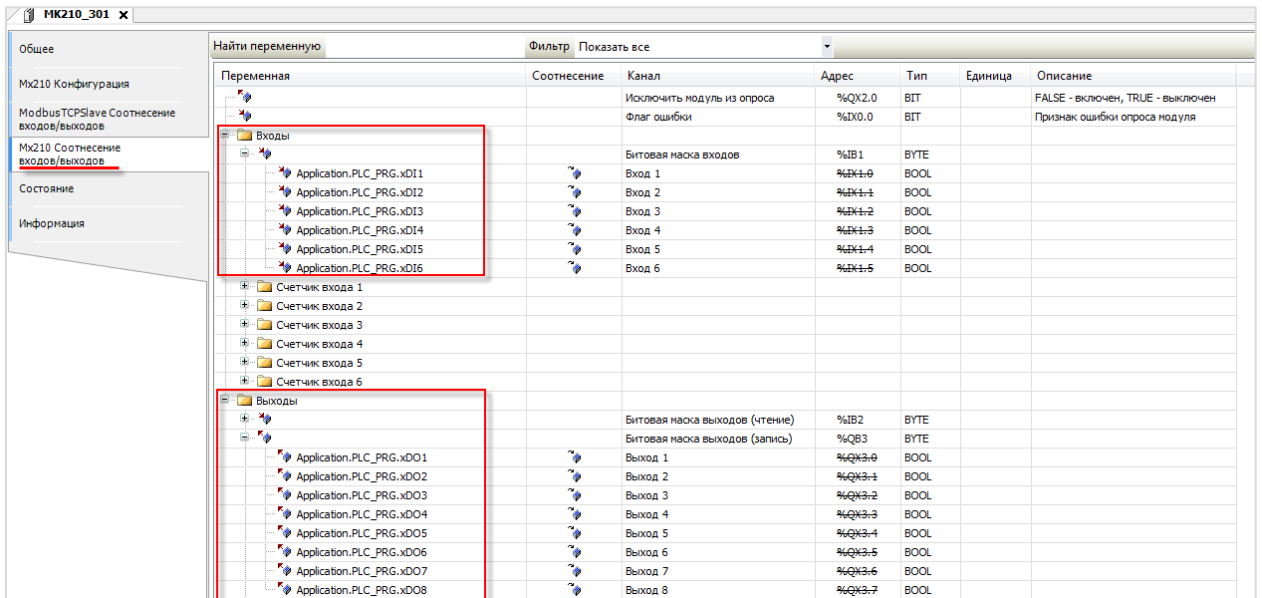 MK210_301 x
Общее
Mx210 Конфигурация
ModbusTCPSlave Соотнесение
входов/выходов
Mx210 Соотнесение
входов/выходов
Состояние
Информация
Найти переменную Фильтр Показать все
Переменная Соотнесение Канал Адрес Тип Единица Описание
Исключить модуль из опроса %QX2.0 BIT FALSE - включен, TRUE - выключен
Флаг ошибки %IX0.0 BIT Признак ошибки опроса модуля
Входы
Битовая маска входов %IB1 BYTE
Application.PLC_PRG.xDI1 Вход 1 %IX1.0 BOOL
Application.PLC_PRG.xDI2 Вход 2 %IX1.1 BOOL
Application.PLC_PRG.xDI3 Вход 3 %IX1.2 BOOL
Application.PLC_PRG.xDI4 Вход 4 %IX1.3 BOOL
Application.PLC_PRG.xDI5 Вход 5 %IX1.4 BOOL
Application.PLC_PRG.xDI6 Вход 6 %IX1.5 BOOL
Счетчик входа 1
Счетчик входа 2
Счетчик входа 3
Счетчик входа 4
Счетчик входа 5
Счетчик входа 6
Выходы
Битовая маска выходов (чтение) %IB2 BYTE
Битовая маска выходов (запись) %QB3 BYTE
Application.PLC_PRG.xDO1 Выход 1 %QX3.0 BOOL
Application.PLC_PRG.xDO2 Выход 2 %QX3.1 BOOL
Application.PLC_PRG.xDO3 Выход 3 %QX3.2 BOOL
Application.PLC_PRG.xDO4 Выход 4 %QX3.3 BOOL
Application.PLC_PRG.xDO5 Выход 5 %QX3.4 BOOL
Application.PLC_PRG.xDO6 Выход 6 %QX3.5 BOOL
Application.PLC_PRG.xDO7 Выход 7 %QX3.6 BOOL
Application.PLC_PRG.xDO8 Выход 8 %QX3.7 BOOL